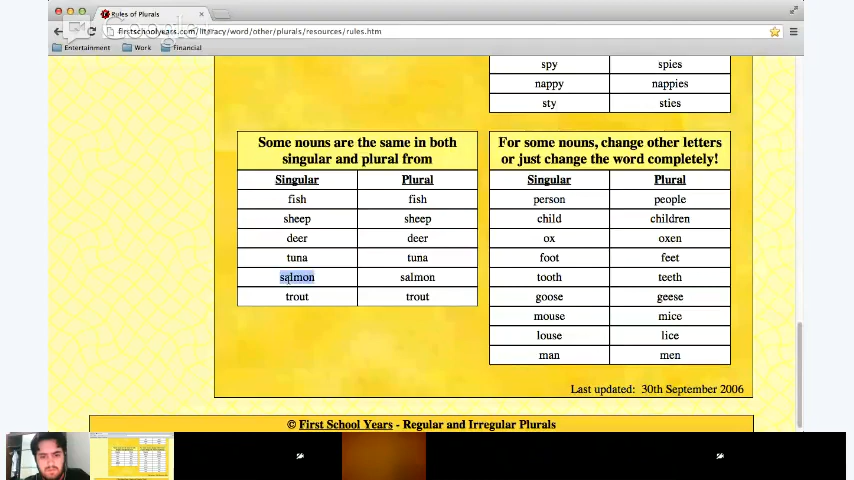 Rules of Plurals
Google
firstschoolyears.com/literacy/word/other/plurals/resources/rules.htm
Entertainment Work Financial
spy spies
nappy nappies
sty sties
Some nouns are the same in both
singular and plural from
Singular Plural
fish fish
sheep sheep
deer deer
tuna tuna
salmon salmon
trout trout
For some nouns, change other letters
or just change the word completely!
Singular Plural
person people
child children
ox oxen
foot feet
tooth teeth
goose geese
mouse mice
louse lice
man men
Last updated: 30th September 2006
© First School Years - Regular and Irregular Plurals